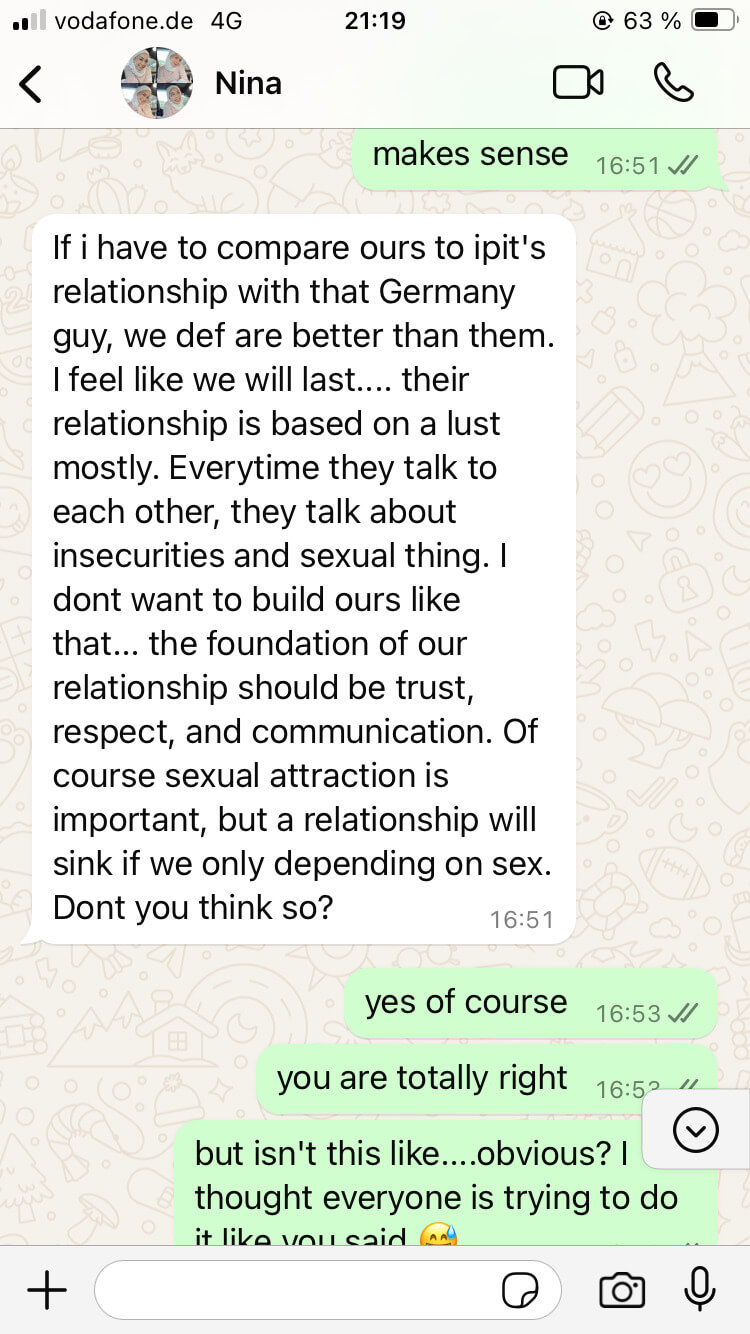 vodafone.de 4G 21:19 63 %
Nina
makes sense 16:51
If i have to compare ours to ipit's
relationship with that Germany
guy, we def are better than them.
I feel like we will last.... their
relationship is based on a lust
mostly. Everytime they talk to
each other, they talk about
insecurities and sexual thing. I
dont want to build ours like
that... the foundation of our
relationship should be trust,
respect, and communication. Of
course sexual attraction is
important, but a relationship will
sink if we only depending on sex.
Dont you think so? 16:51
yes of course 16:53
you are totally right 16:53
but isn't this like....obvious? I
thought everyone is trying to do
it like you said 😅